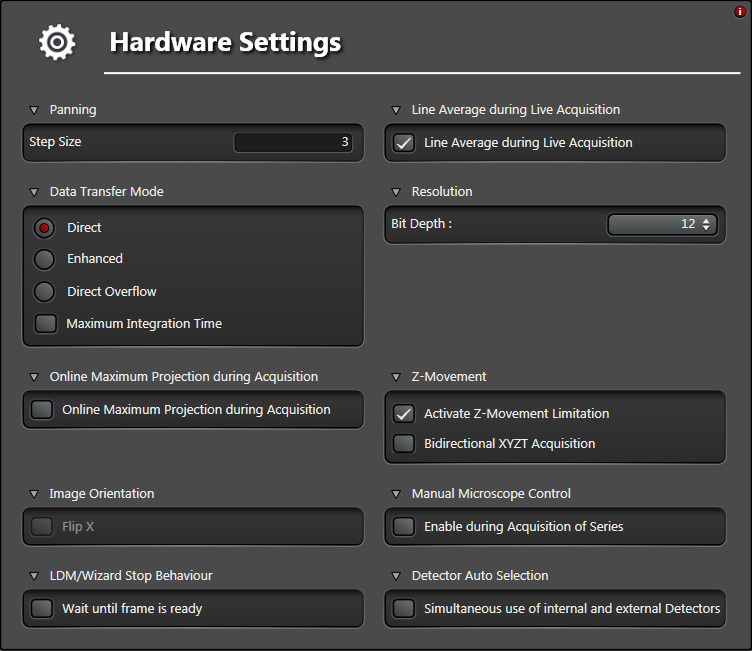 Hardware Settings
Panning
Step Size 3
Data Transfer Mode
Direct
Enhanced
Direct Overflow
Maximum Integration Time
Online Maximum Projection during Acquisition
Online Maximum Projection during Acquisition
Image Orientation
Flip X
LDM/Wizard Stop Behaviour
Wait until frame is ready
Line Average during Live Acquisition
Line Average during Live Acquisition
Resolution
Bit Depth : 12
Z-Movement
Activate Z-Movement Limitation
Bidirectional XYZT Acquisition
Manual Microscope Control
Enable during Acquisition of Series
Detector Auto Selection
Simultaneous use of internal and external Detectors